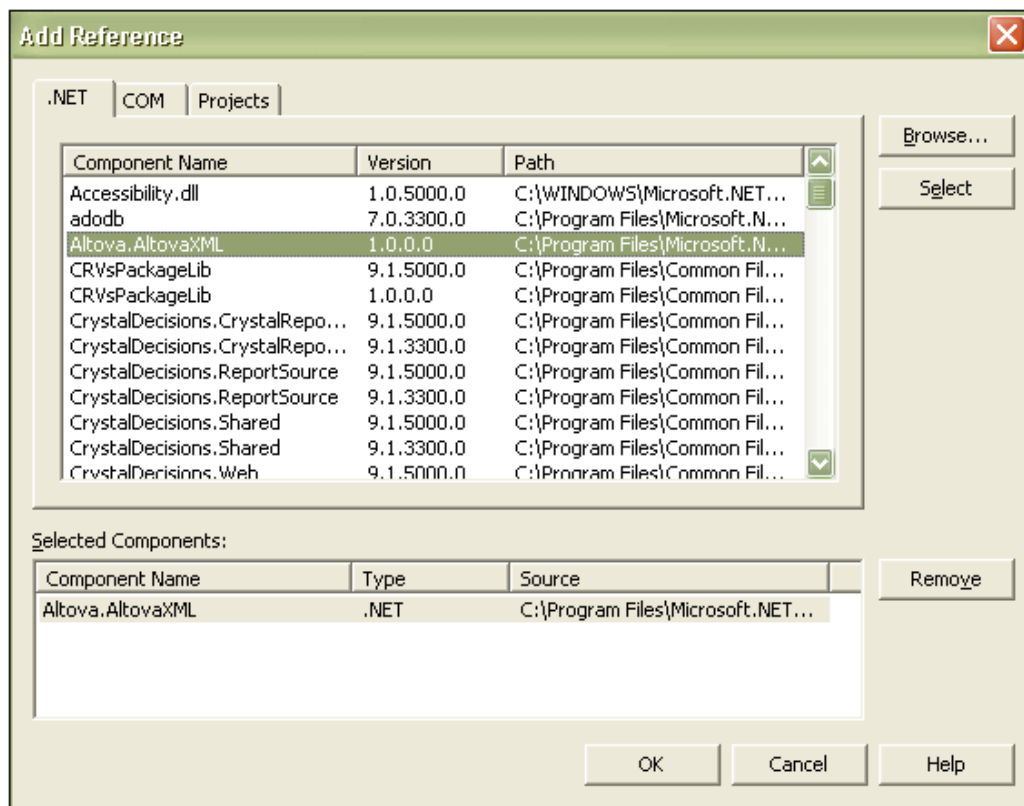 Add Reference
.NET COM Projects
Browse...
Component Name Version Path
Select
Accessibility.dll 1.0.5000.0 C:\WINDOWS\Microsoft.NET...
adodb 7.0.3300.0 C:\Program Files\Microsoft.N...
Altova.AltovaXML 1.0.0.0 C:\Program Files\Microsoft.N...
CRVsPackageLib 9.1.5000.0 C:\Program Files\Common Fil...
CRVsPackageLib 1.0.0.0 C:\Program Files\Common Fil...
CrystalDecisions.CrystalRepo... 9.1.5000.0 C:\Program Files\Common Fil...
CrystalDecisions.CrystalRepo... 9.1.3300.0 C:\Program Files\Common Fil...
CrystalDecisions.ReportSource 9.1.5000.0 C:\Program Files\Common Fil...
CrystalDecisions.ReportSource 9.1.3300.0 C:\Program Files\Common Fil...
CrystalDecisions.Shared 9.1.5000.0 C:\Program Files\Common Fil...
CrystalDecisions.Shared 9.1.3300.0 C:\Program Files\Common Fil...
CrystalDecisions.Web 9.1.5000.0 C:\Program Files\Common Fil...
Selected Components:
Component Name Type Source
Remove
Altova.AltovaXML .NET C:\Program Files\Microsoft.NET...
OK Cancel Help